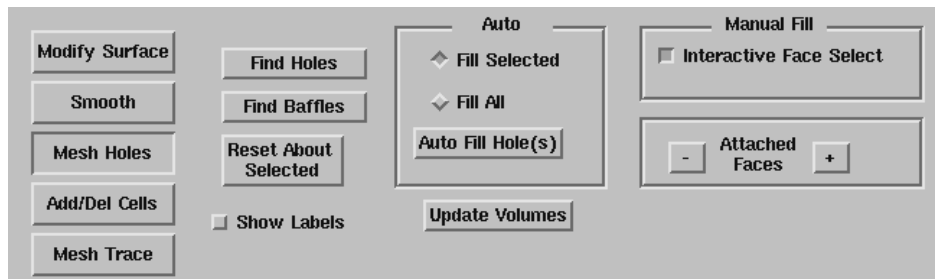 Modify Surface
Smooth
Mesh Holes
Add/Del Cells
Mesh Trace
Find Holes
Find Baffles
Reset About
Selected
Show Labels
Auto
Fill Selected
Fill All
Auto Fill Hole(s)
Update Volumes
Manual Fill
Interactive Face Select
- Attached +
Faces